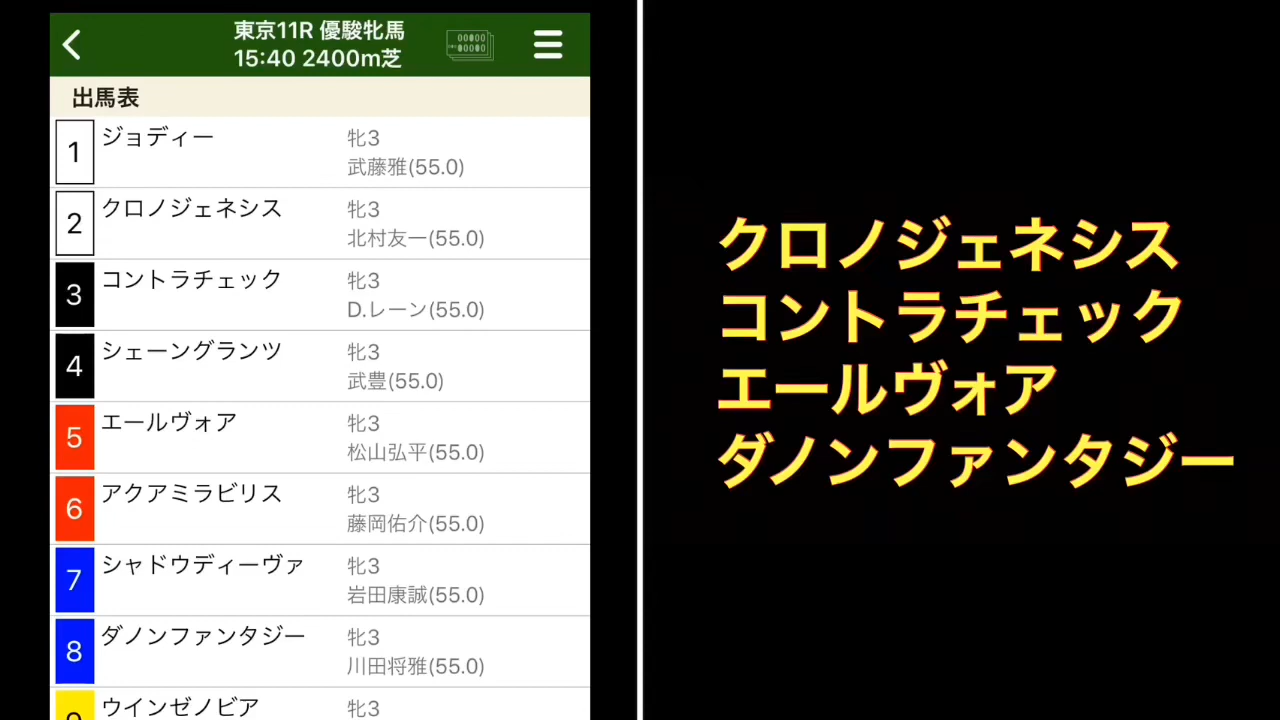 東京11R 優駿牝馬
15:40 2400m芝
出馬表
1 ジョディー 牝3
武藤雅(55.0)
2 クロノジェネシス 牝3
北村友一(55.0)
3 コントラチェック 牝3
D.レーン(55.0)
4 シェーングランツ 牝3
武豊(55.0)
5 エールヴォア 牝3
松山弘平(55.0)
6 アクアミラビリス 牝3
藤岡佑介(55.0)
7 シャドウディーヴァ 牝3
岩田康誠(55.0)
8 ダノンファンタジー 牝3
川田将雅(55.0)
9 ウインゼノビア 牝3
クロノジェネシス
コントラチェック
エールヴォア
ダノンファンタジー